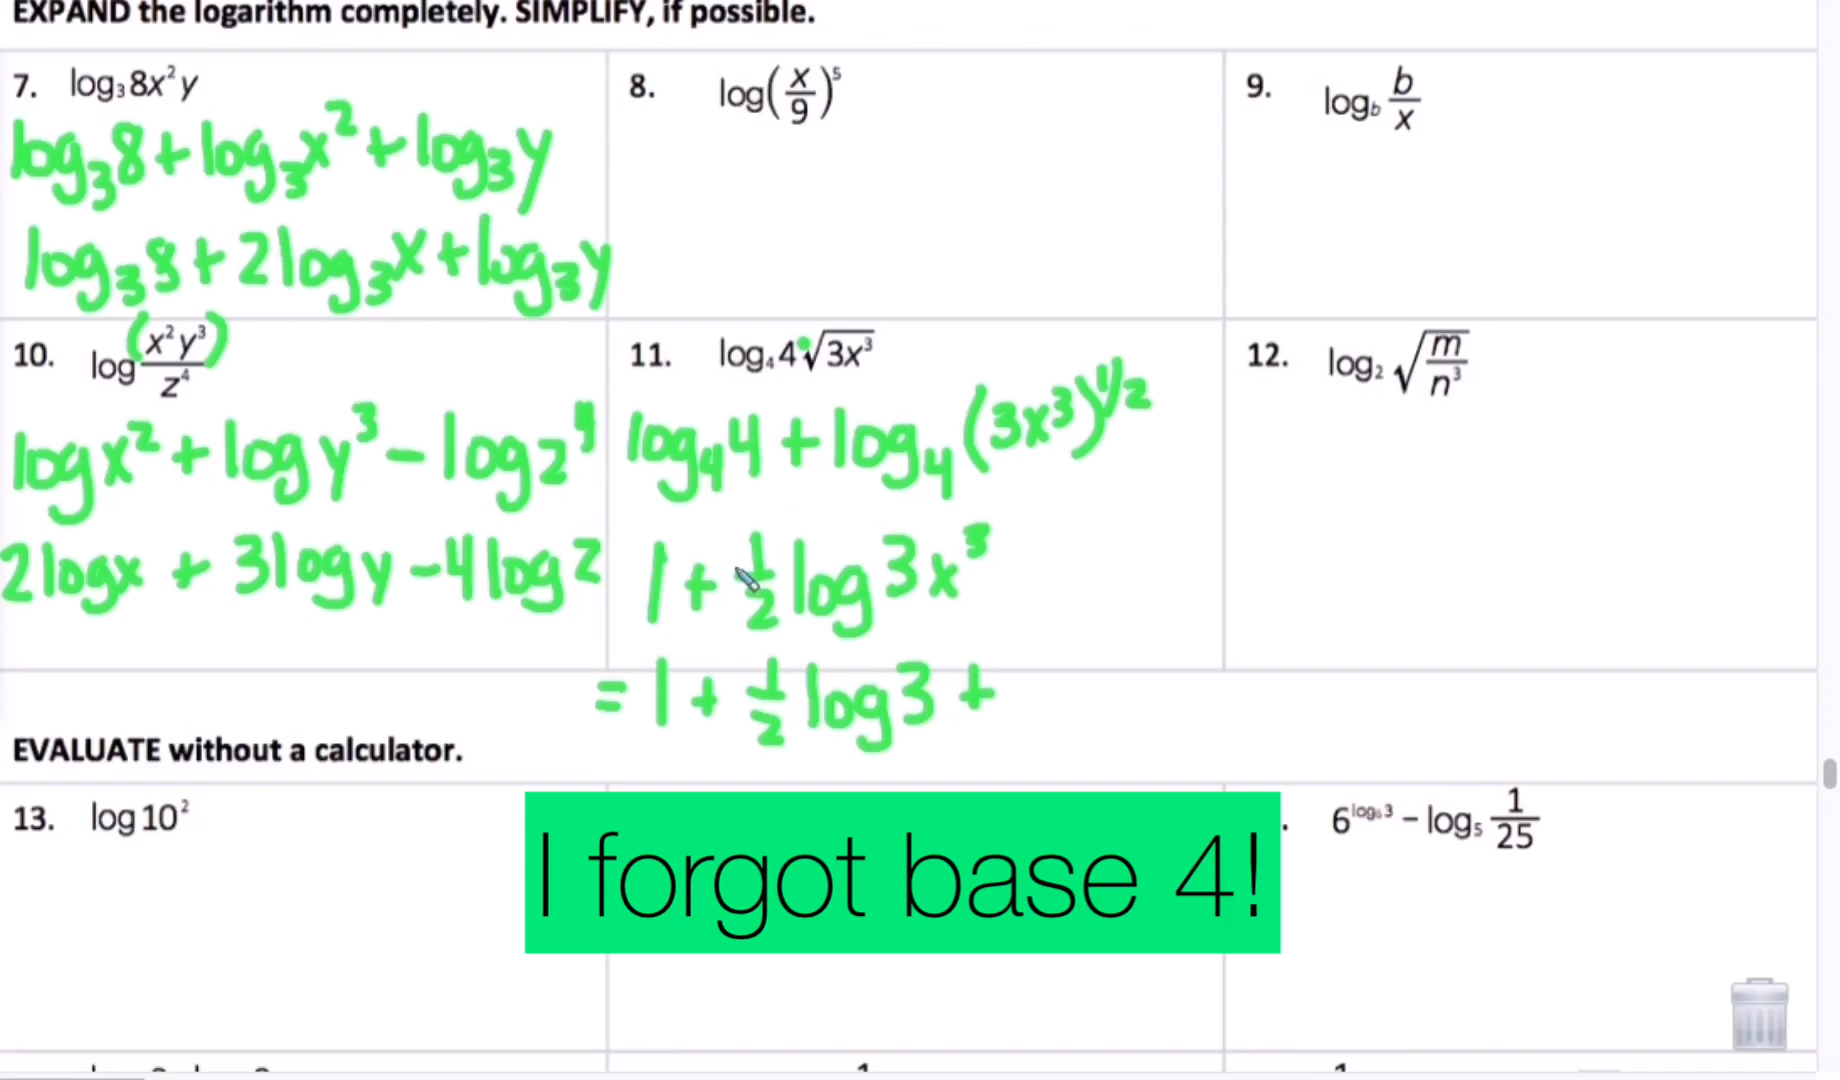 EXPAND the logarithm completely. SIMPLIFY, if possible.
7. log₃8x²y
log₃8+log₃x²+log₃y
log₃8+2log₃x+log₃y
8. log(x/9)⁵
9. log_b b/x
10. log (x²y³)/z⁴
logx²+logy³-logz⁴
2logx + 3logy-4logz
11. log₄4√3x³
log₄4+log₄(3x³)^1/2
1+½log3x³
=1+½log3+
12. log₂√m/n³
EVALUATE without a calculator.
13. log10²
. 6^log₆3 - log₅ 1/25
I forgot base 4!